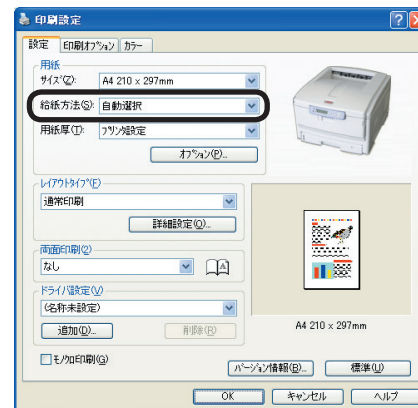 印刷設定
設定 印刷オプション カラー
用紙
サイズ(Z): A4 210 x 297mm
給紙方法(S): 自動選択
用紙厚(T): プリンタ設定
オプション(P)...
レイアウトタイプ(E)
通常印刷
詳細設定(O)...
両面印刷(2)
なし
A
ドライバ設定(V)
(名称未設定)
追加(D)...
削除(R)
A4 210 x 297mm
モノクロ印刷(G)
バージョン情報(B)...
標準(U)
OK
キャンセル
ヘルプ